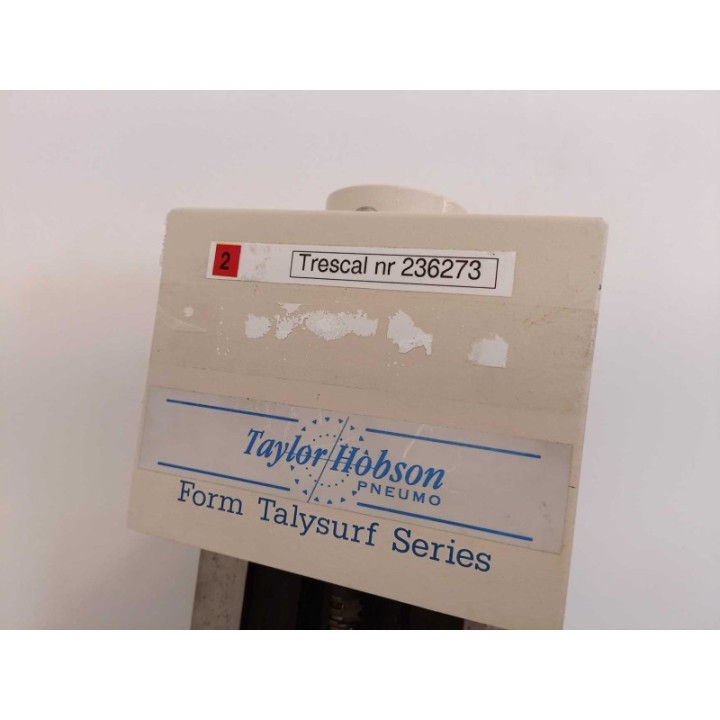 2
Trescal nr 236273
Taylor Hobson
PNEUMO
Form Talysurf Series